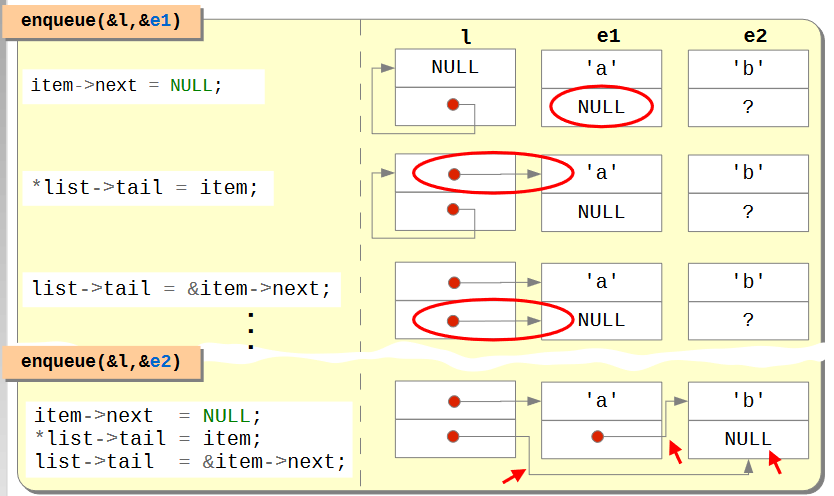 enqueue(&l,&e1)
l e1 e2
item->next = NULL;
NULL 'a' 'b'
NULL ?
*list->tail = item;
'a' 'b'
NULL ?
list->tail = &item->next;
'a' 'b'
NULL ?
enqueue(&l,&e2)
item->next  = NULL;
*list->tail = item;
list->tail  = &item->next;
'a' 'b'
NULL